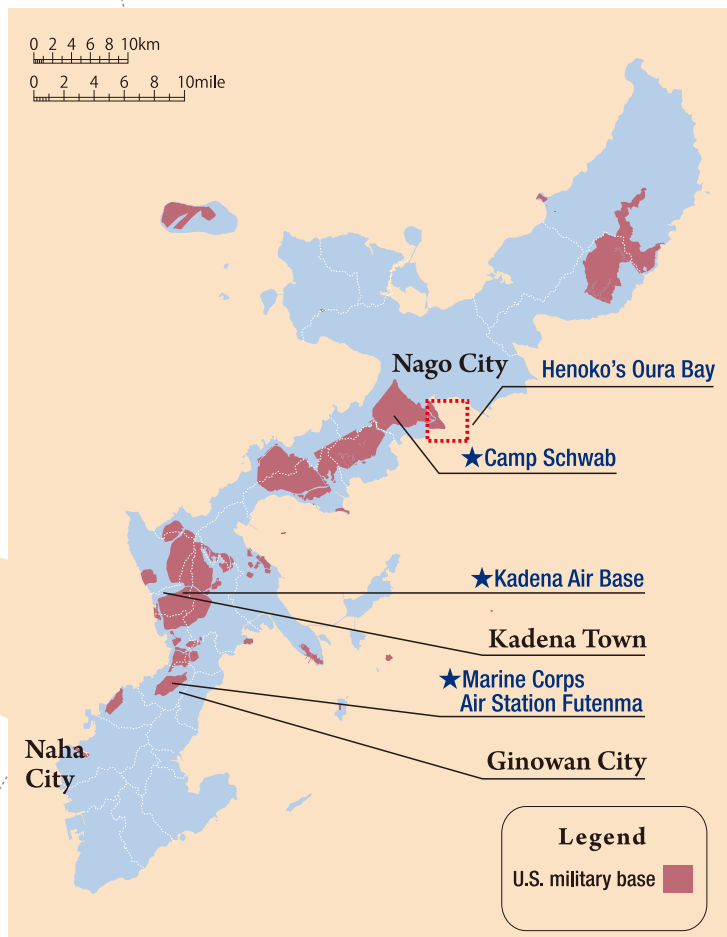 0 2 4 6 8 10km
0 2 4 6 8 10mile
Nago City
Henoko's Oura Bay
★Camp Schwab
★Kadena Air Base
Kadena Town
★Marine Corps
Air Station Futenma
Naha
City
Ginowan City
Legend
U.S. military base